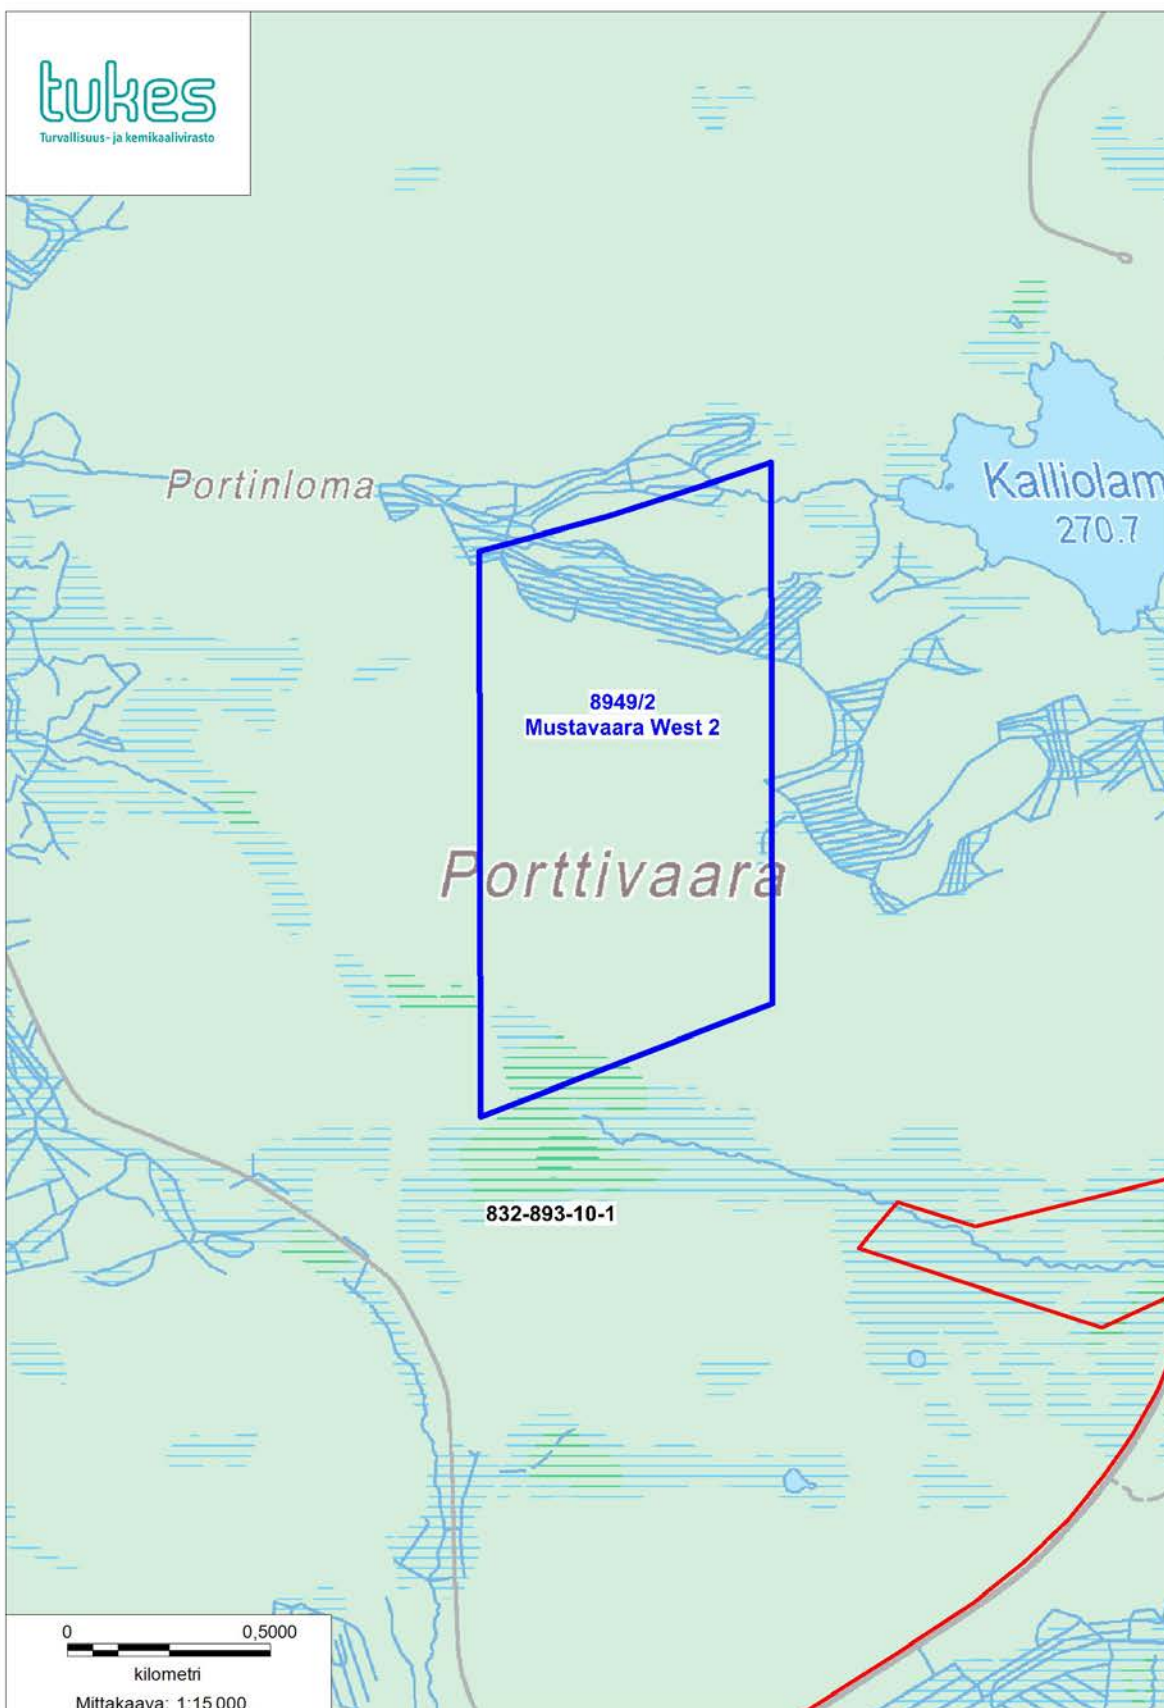 tukes
Turvallisuus- ja kemikaalivirasto
Portinloma
Kalliolam
270.7
8949/2
Mustavaara West 2
Porttivaara
832-893-10-1
0 0,5000
kilometri
Mittakaava: 1:15 000